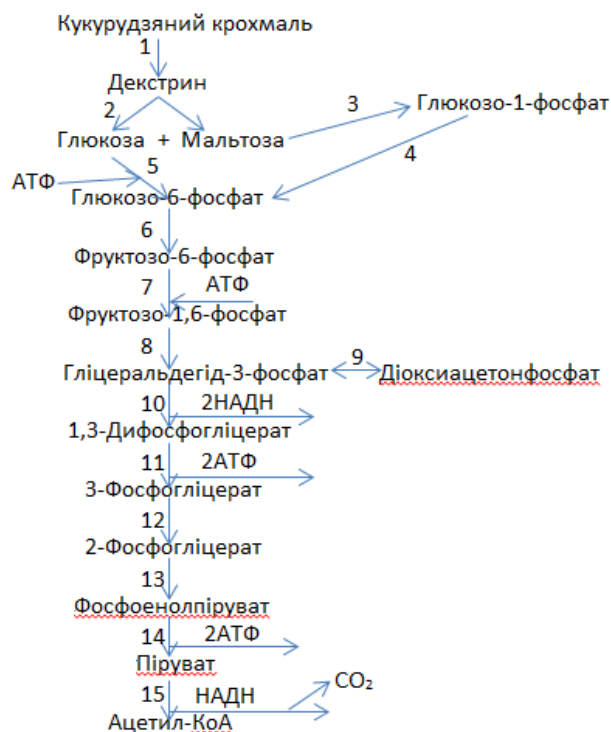 Кукурудзяний крохмаль
1
Декстрин
2
3
Глюкозо-1-фосфат
Глюкоза + Мальтоза
4
5
АТФ
Глюкозо-6-фосфат
6
Фруктозо-6-фосфат
7
АТФ
Фруктозо-1,6-фосфат
8
Гліцеральдегід-3-фосфат
9
Діоксиацетонфосфат
10
2НАДН
1,3-Дифосфогліцерат
11
2АТФ
3-Фосфогліцерат
12
2-Фосфогліцерат
13
Фосфоенолпіруват
14
2АТФ
Піруват
15
НАДН
CO₂
Ацетил-КоА